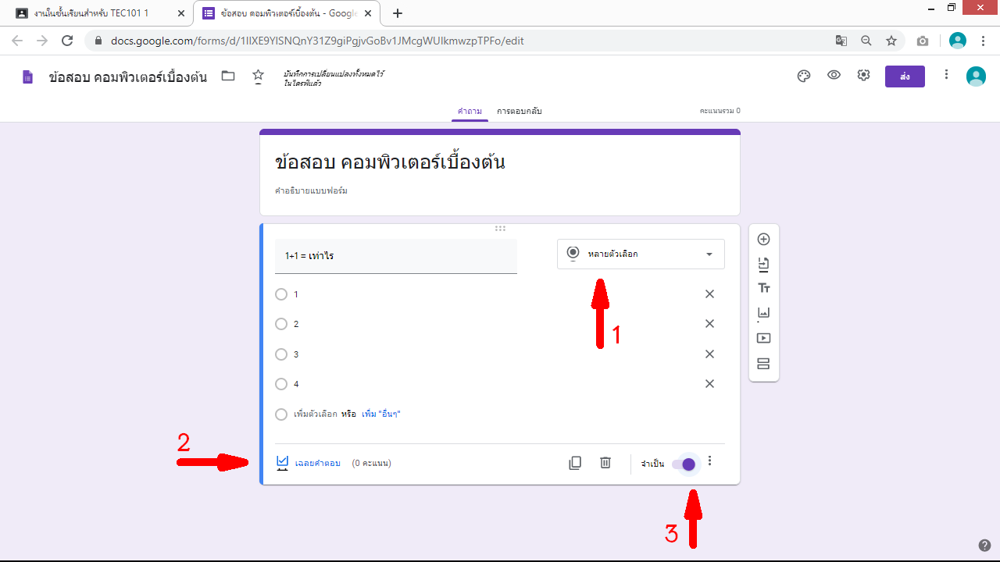 งานในชั้นเรียนสำหรับ TEC101 1
ข้อสอบ คอมพิวเตอร์เบื้องต้น - Google
docs.google.com/forms/d/1IlXE9YlSNQnY31Z9giPgjvGoBv1JMcgWUIkmwzpTPFo/edit
ข้อสอบ คอมพิวเตอร์เบื้องต้น
บันทึกการเปลี่ยนแปลงทั้งหมดไว้
ในไดรฟ์แล้ว
ส่ง
คำถาม การตอบกลับ
คะแนนรวม 0
ข้อสอบ คอมพิวเตอร์เบื้องต้น
คำอธิบายแบบฟอร์ม
1+1 = เท่าไร
หลายตัวเลือก
1
1
2
3
4
เพิ่มตัวเลือก หรือ เพิ่ม "อื่นๆ"
2
เฉลยคำตอบ (0 คะแนน)
จำเป็น
3